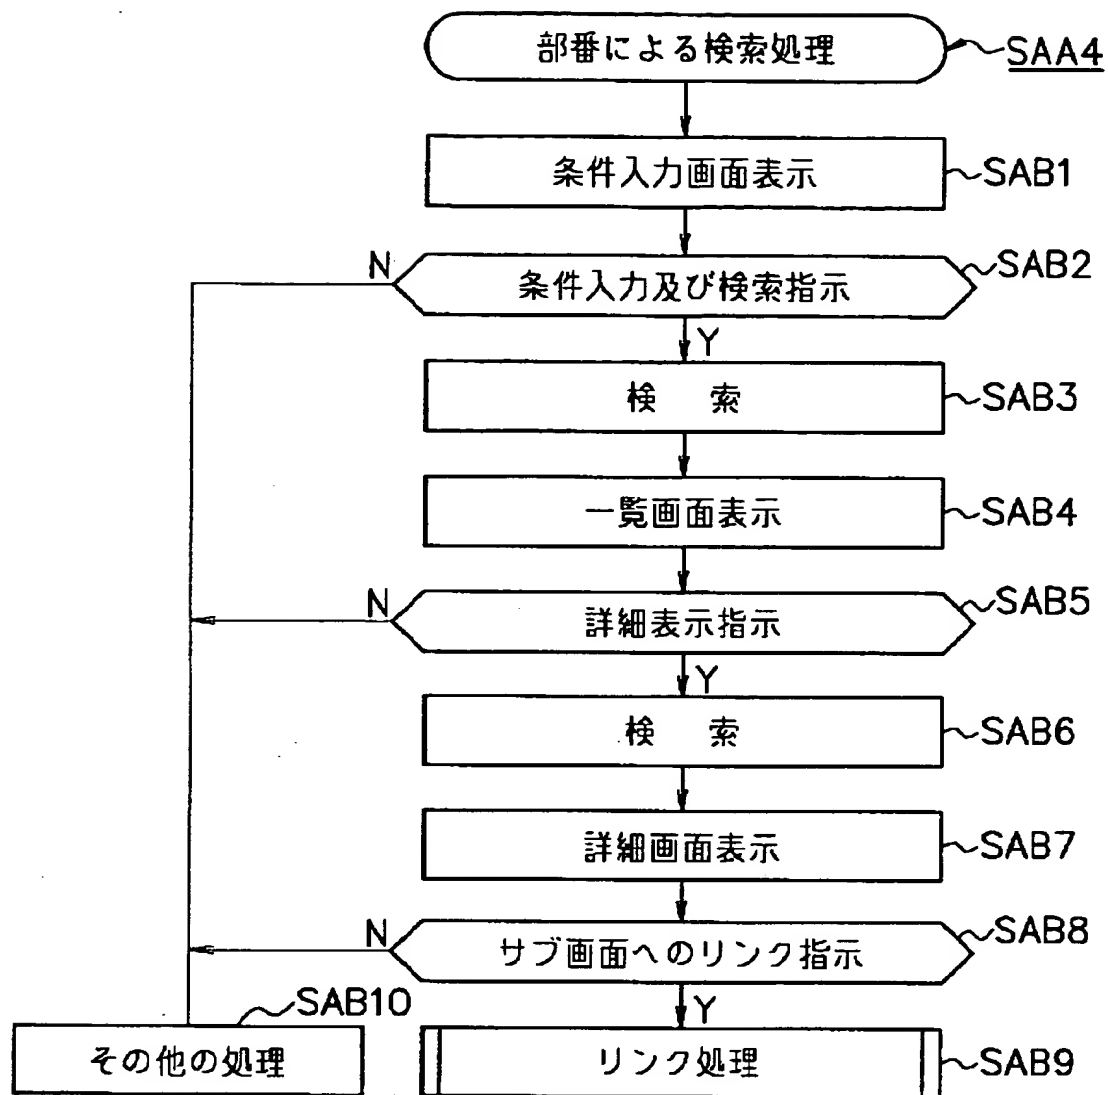 部番による検索処理 SAA4
条件入力画面表示 SAB1
N 条件入力及び検索指示 SAB2
Y
検 索 SAB3
一覧画面表示 SAB4
N 詳細表示指示 SAB5
Y
検 索 SAB6
詳細画面表示 SAB7
N サブ画面へのリンク指示 SAB8
Y
SAB10
その他の処理 リンク処理 SAB9